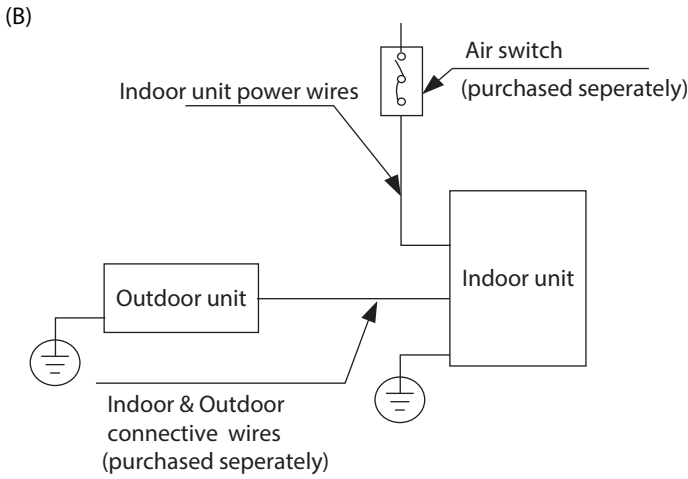 (B)
Air switch
(purchased seperately)
Indoor unit power wires
Indoor unit
Outdoor unit
Indoor & Outdoor
connective wires
(purchased seperately)